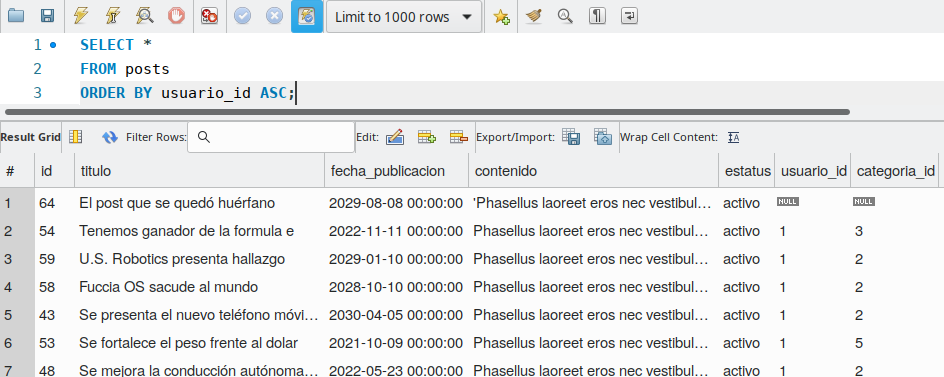 Limit to 1000 rows
1 SELECT *
2 FROM posts
3 ORDER BY usuario_id ASC;
Result Grid Filter Rows: Edit: Export/Import: Wrap Cell Content: IA
# id titulo fecha_publicacion contenido estatus usuario_id categoria_id
1 64 El post que se quedó huérfano 2029-08-08 00:00:00 'Phasellus laoreet eros nec vestibul... activo NULL NULL
2 54 Tenemos ganador de la formula e 2022-11-11 00:00:00 Phasellus laoreet eros nec vestibul... activo 1 3
3 59 U.S. Robotics presenta hallazgo 2029-01-10 00:00:00 Phasellus laoreet eros nec vestibul... activo 1 2
4 58 Fuccia OS sacude al mundo 2028-10-10 00:00:00 Phasellus laoreet eros nec vestibul... activo 1 2
5 43 Se presenta el nuevo teléfono móvi... 2030-04-05 00:00:00 Phasellus laoreet eros nec vestibul... activo 1 2
6 53 Se fortalece el peso frente al dolar 2021-10-09 00:00:00 Phasellus laoreet eros nec vestibul... activo 1 5
7 48 Se mejora la conducción autónoma... 2022-05-23 00:00:00 Phasellus laoreet eros nec vestibul... activo 1 2